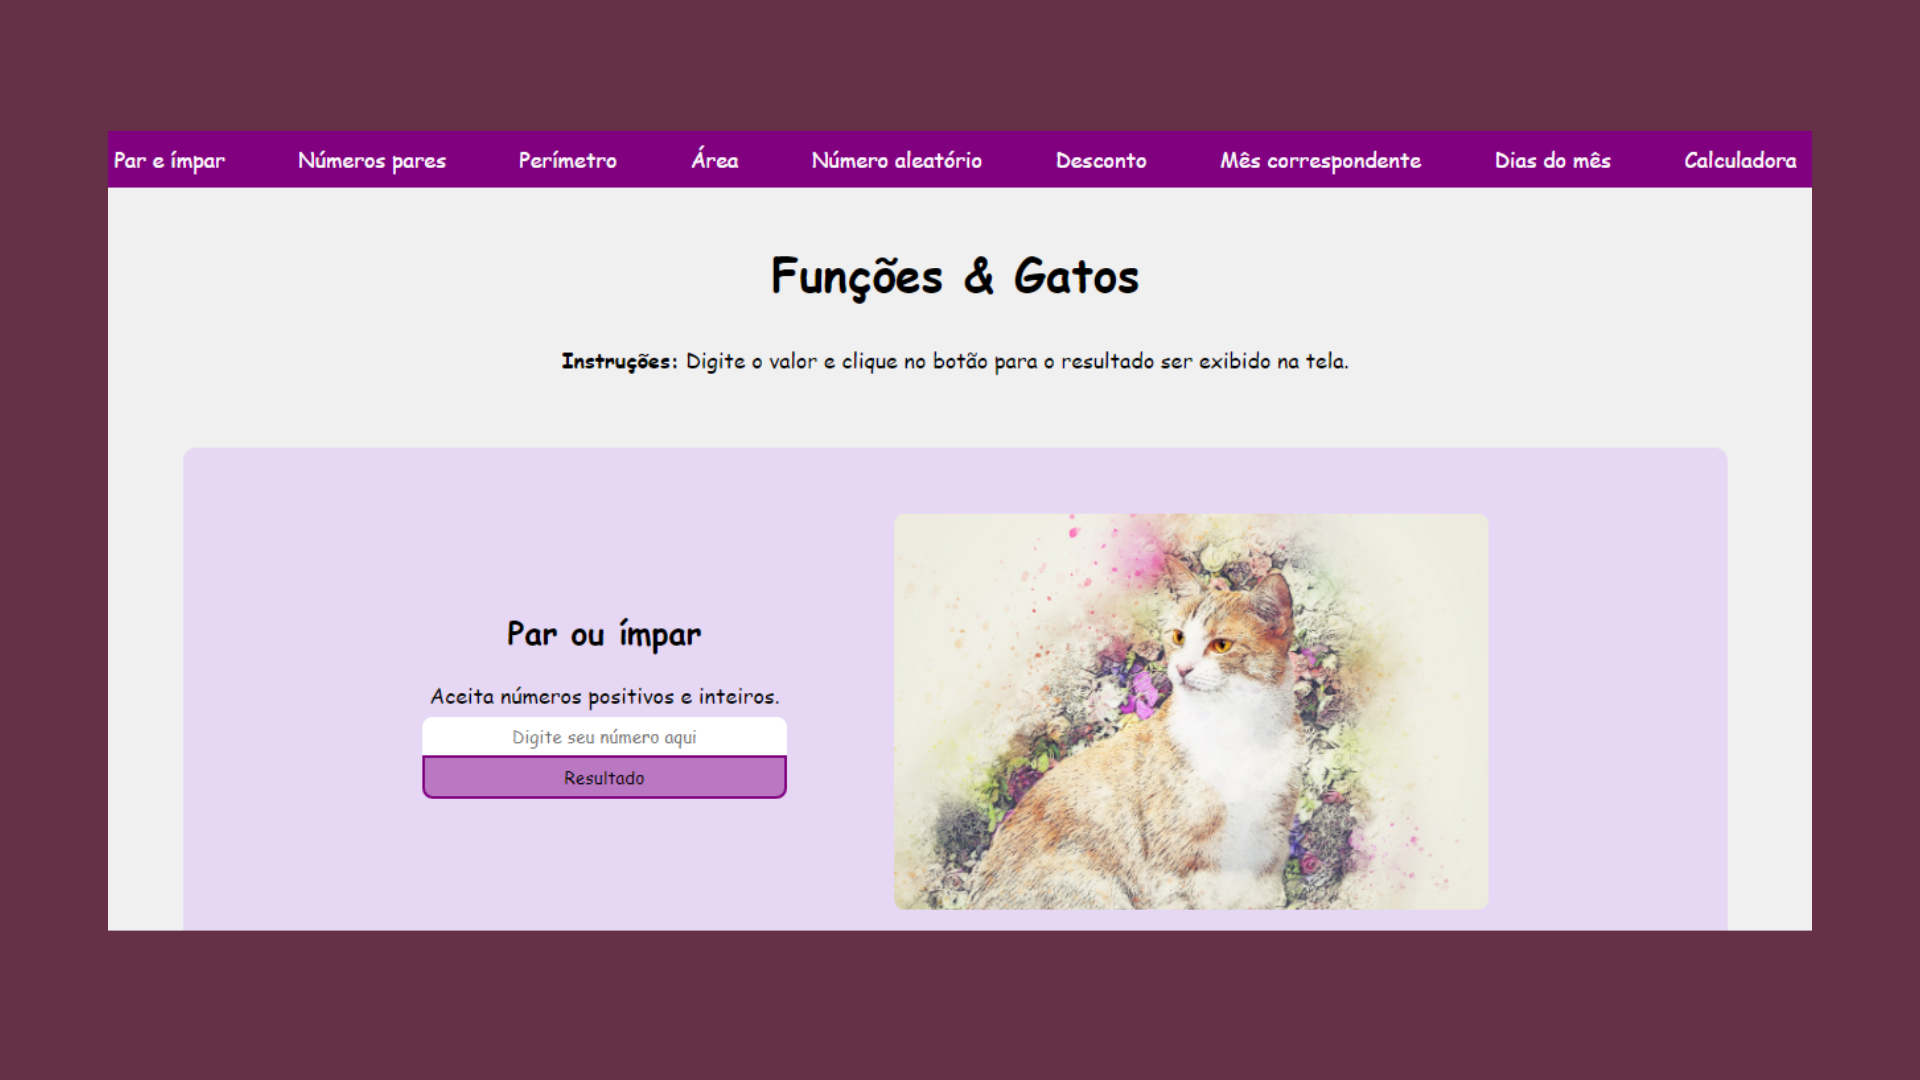 Par e ímpar Números pares Perímetro Área Número aleatório Desconto Mês correspondente Dias do mês Calculadora
Funções & Gatos
Instruções: Digite o valor e clique no botão para o resultado ser exibido na tela.
Par ou ímpar
Aceita números positivos e inteiros.
Digite seu número aqui
Resultado